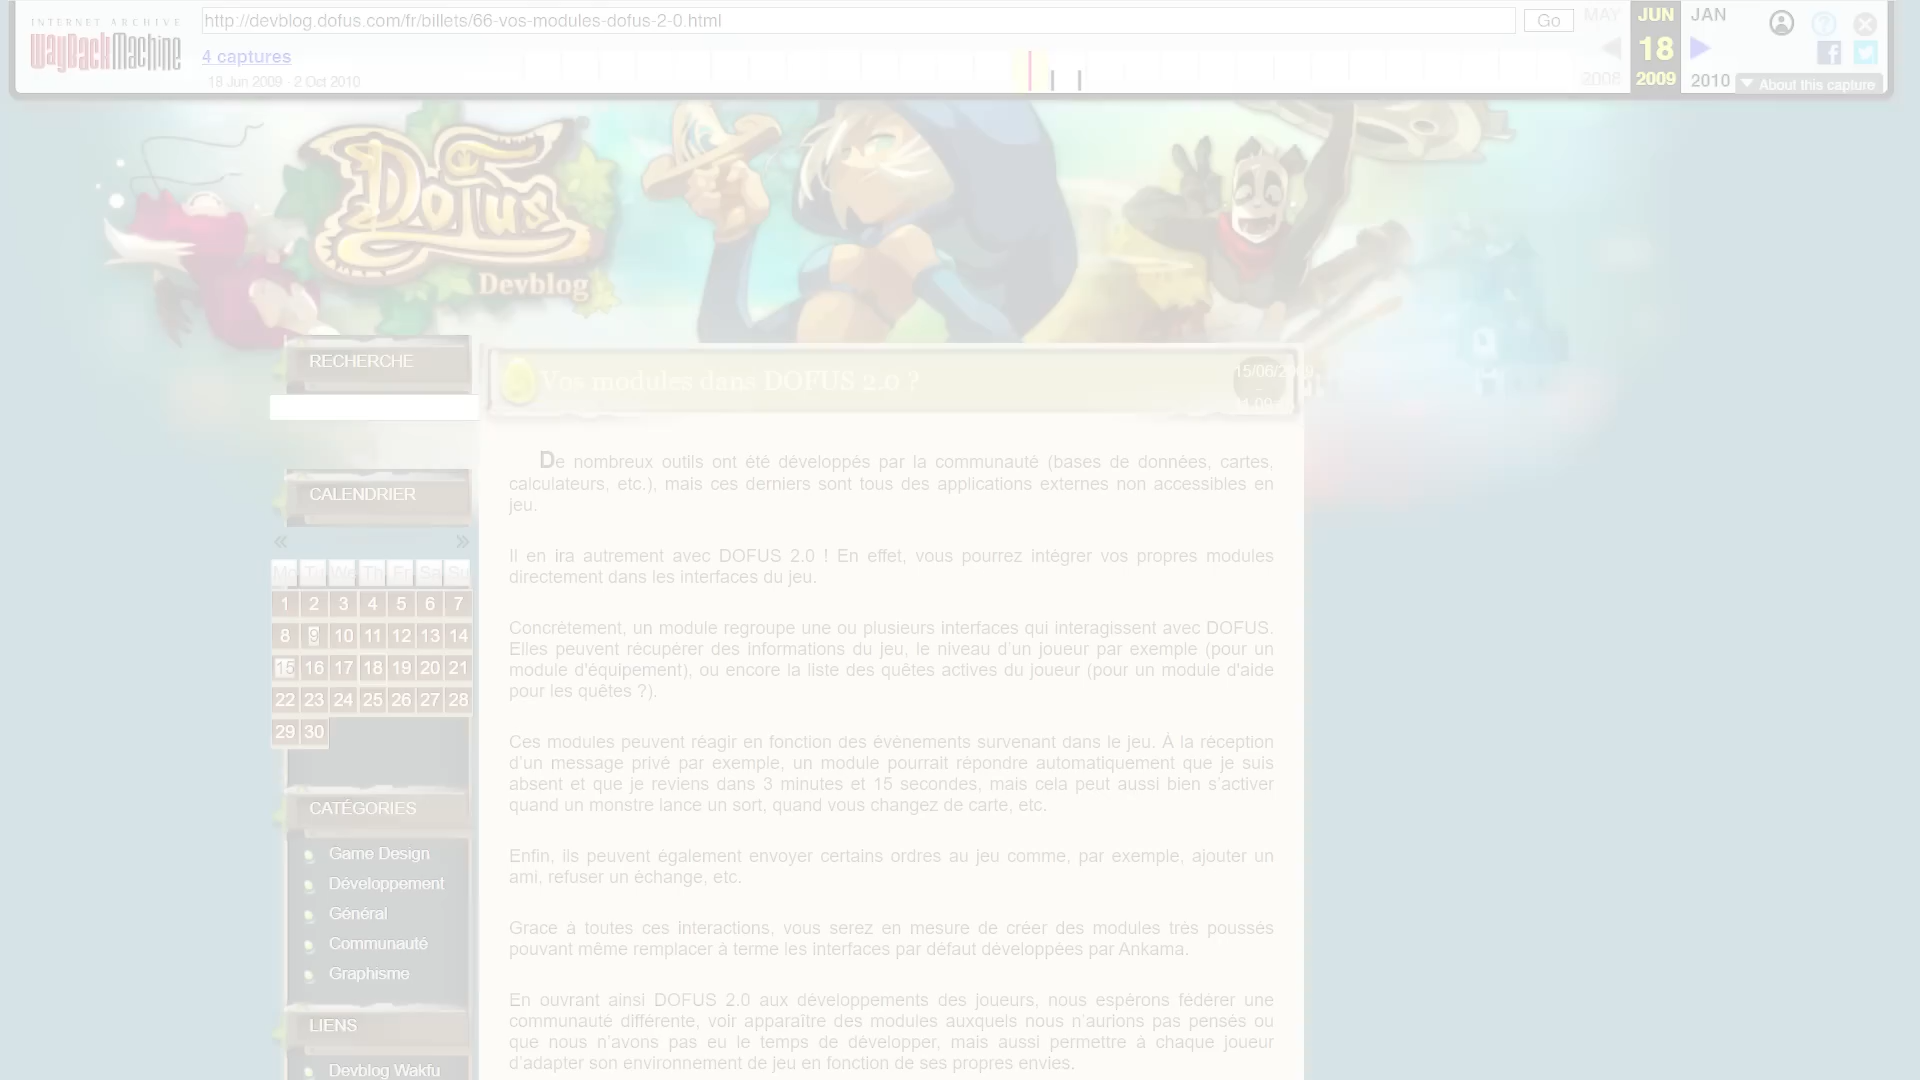 INTERNET ARCHIVE
WayBackMachine
http://devblog.dofus.com/fr/billets/66-vos-modules-dofus-2-0.html
Go
MAY
JUN
JAN
4 captures
18
18 Jun 2009 - 2 Oct 2010
2008
2009
2010
About this capture
Dofus
Devblog
RECHERCHE
CALENDRIER
«
»
Mo Tu We Th Fr Sa Su
1 2 3 4 5 6 7
8 9 10 11 12 13 14
15 16 17 18 19 20 21
22 23 24 25 26 27 28
29 30
CATÉGORIES
Game Design
Développement
Général
Communauté
Graphisme
LIENS
Devblog Wakfu
Vos modules dans DOFUS 2.0 ?
15/06/2009
-
De nombreux outils ont été développés par la communauté (bases de données, cartes,
calculateurs, etc.), mais ces derniers sont tous des applications externes non accessibles en
jeu.
Il en ira autrement avec DOFUS 2.0 ! En effet, vous pourrez intégrer vos propres modules
directement dans les interfaces du jeu.
Concrètement, un module regroupe une ou plusieurs interfaces qui interagissent avec DOFUS.
Elles peuvent récupérer des informations du jeu, le niveau d’un joueur par exemple (pour un
module d'équipement), ou encore la liste des quêtes actives du joueur (pour un module d'aide
pour les quêtes ?).
Ces modules peuvent réagir en fonction des événements survenant dans le jeu. À la réception
d’un message privé par exemple, un module pourrait répondre automatiquement que je suis
absent et que je reviens dans 3 minutes et 15 secondes, mais cela peut aussi bien s’activer
quand un monstre lance un sort, quand vous changez de carte, etc.
Enfin, ils peuvent également envoyer certains ordres au jeu comme, par exemple, ajouter un
ami, refuser un échange, etc.
Grace à toutes ces interactions, vous serez en mesure de créer des modules très poussés
pouvant même remplacer à terme les interfaces par défaut développées par Ankama.
En ouvrant ainsi DOFUS 2.0 aux développements des joueurs, nous espérons fédérer une
communauté différente, voir apparaître des modules auxquels nous n’aurions pas pensés ou
que nous n’avons pas eu le temps de développer, mais aussi permettre à chaque joueur
d’adapter son environnement de jeu en fonction de ses propres envies.